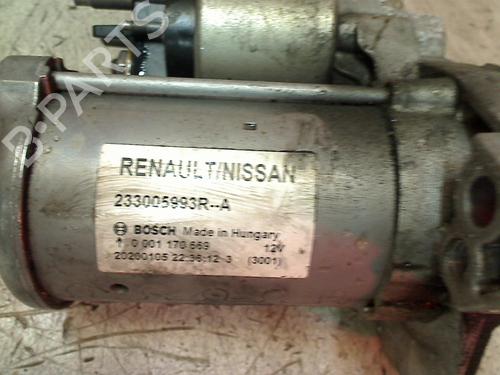 B-PARTS
RENAULT/NISSAN
233005993R--A
BOSCH Made in Hungary
↑ 0 001 170 669 12V
20200105 22:36:12 3 (3001)